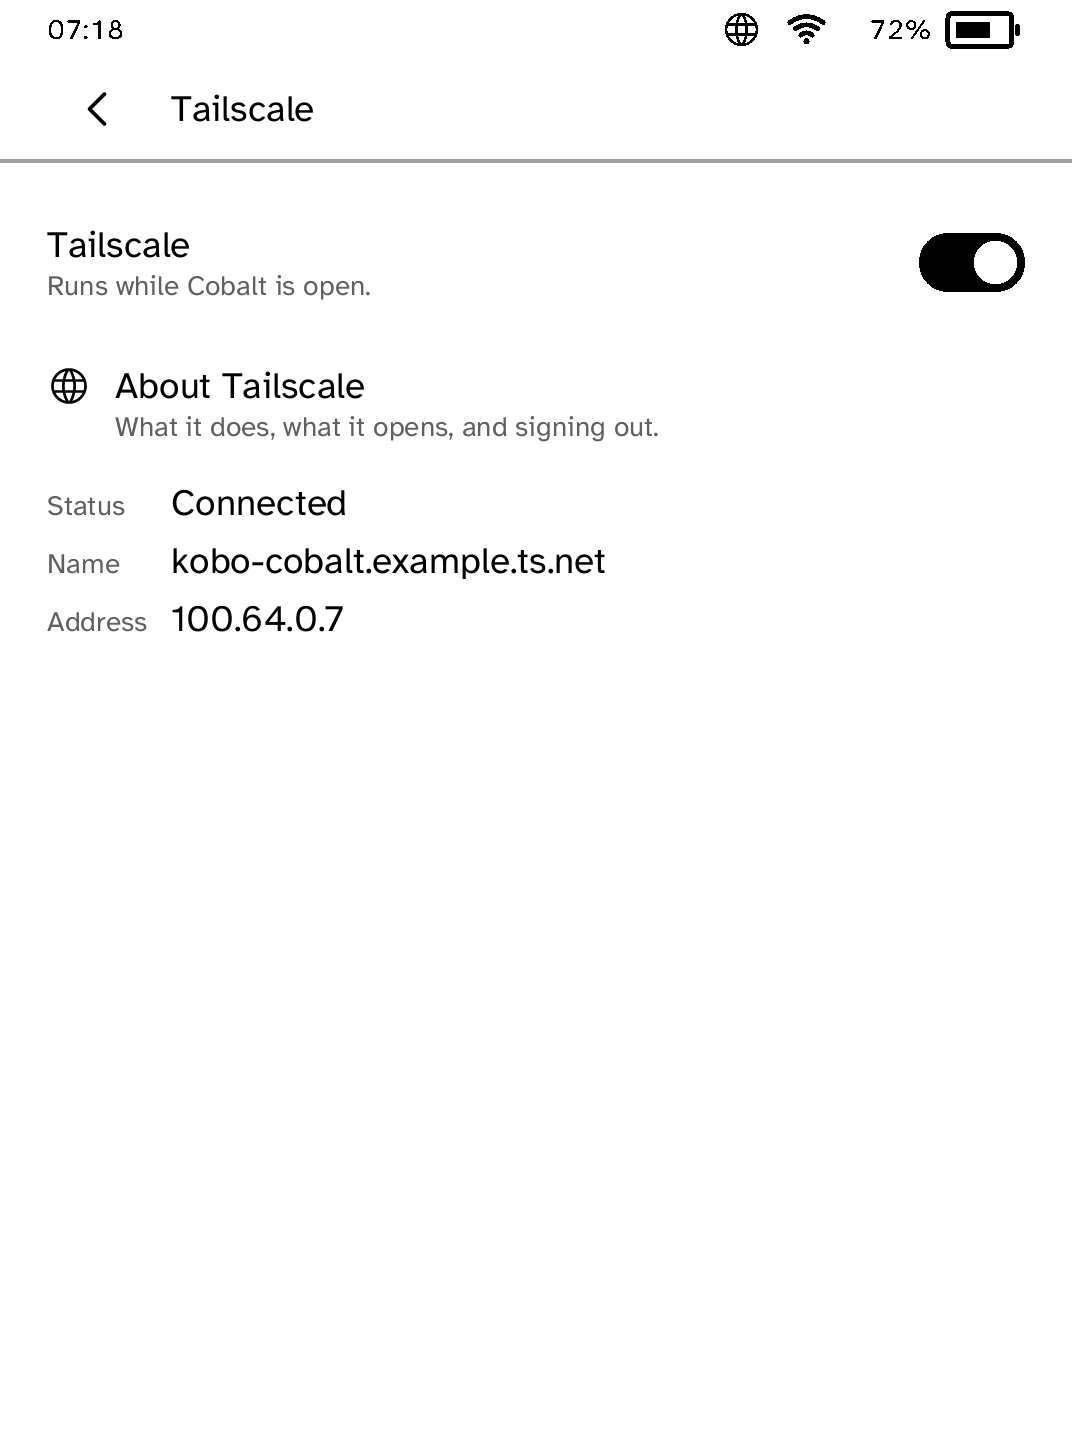 07:18
72%
Tailscale
Tailscale
Runs while Cobalt is open.
About Tailscale
What it does, what it opens, and signing out.
Status Connected
Name kobo-cobalt.example.ts.net
Address 100.64.0.7